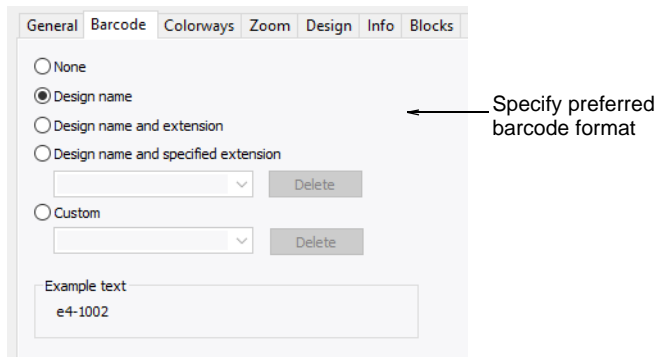 General Barcode Colorways Zoom Design Info Blocks
None
Design name
Design name and extension
Design name and specified extension
Delete
Custom
Delete
Example text
e4-1002
Specify preferred
barcode format